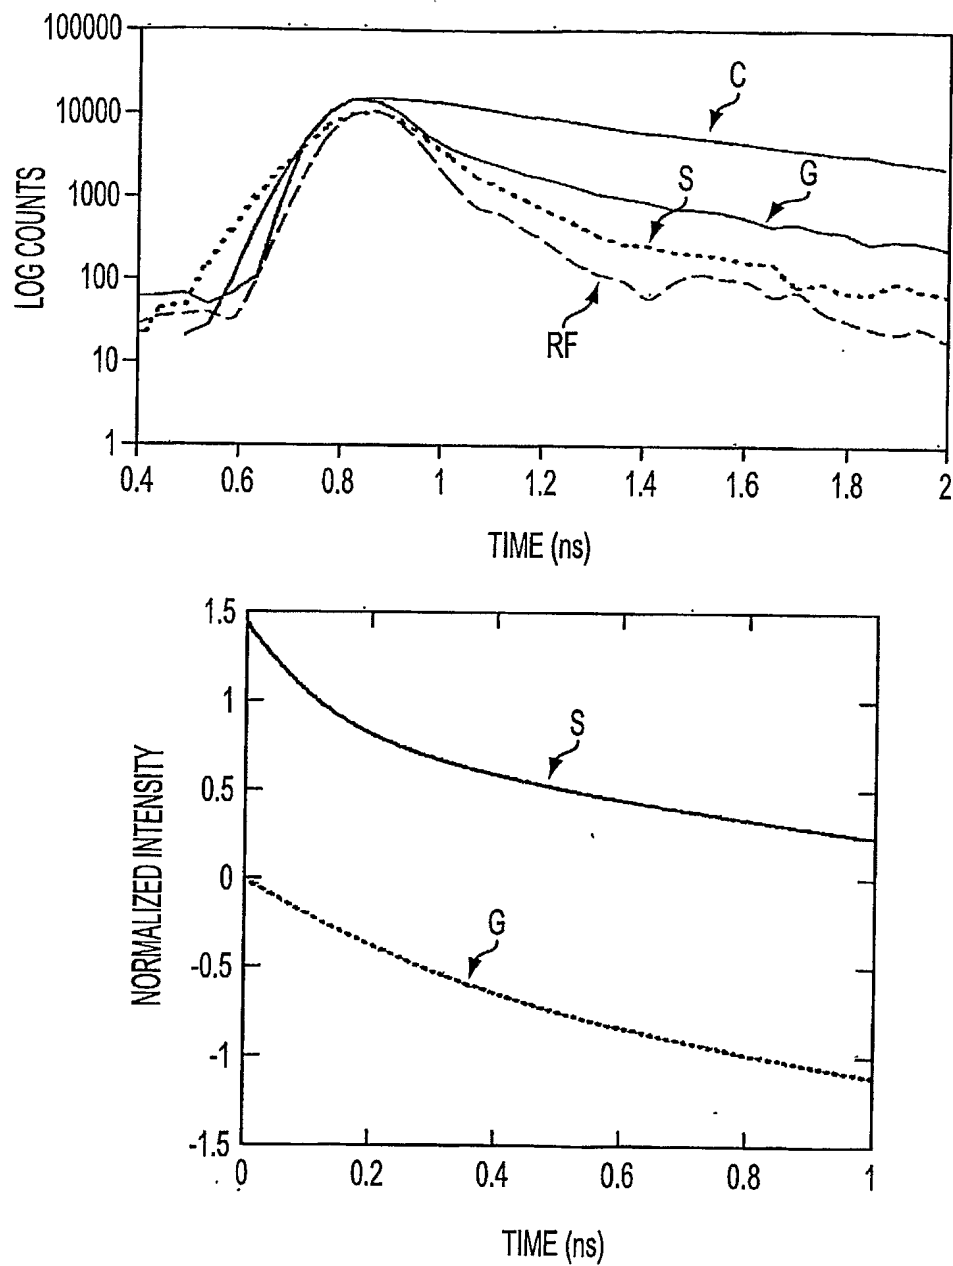 100000
10000
1000
100
10
1
LOG COUNTS
C
S
G
RF
0.4 0.6 0.8 1 1.2 1.4 1.6 1.8 2
TIME (ns)
1.5
1
0.5
0
-0.5
-1
-1.5
NORMALIZED INTENSITY
S
G
0 0.2 0.4 0.6 0.8 1
TIME (ns)